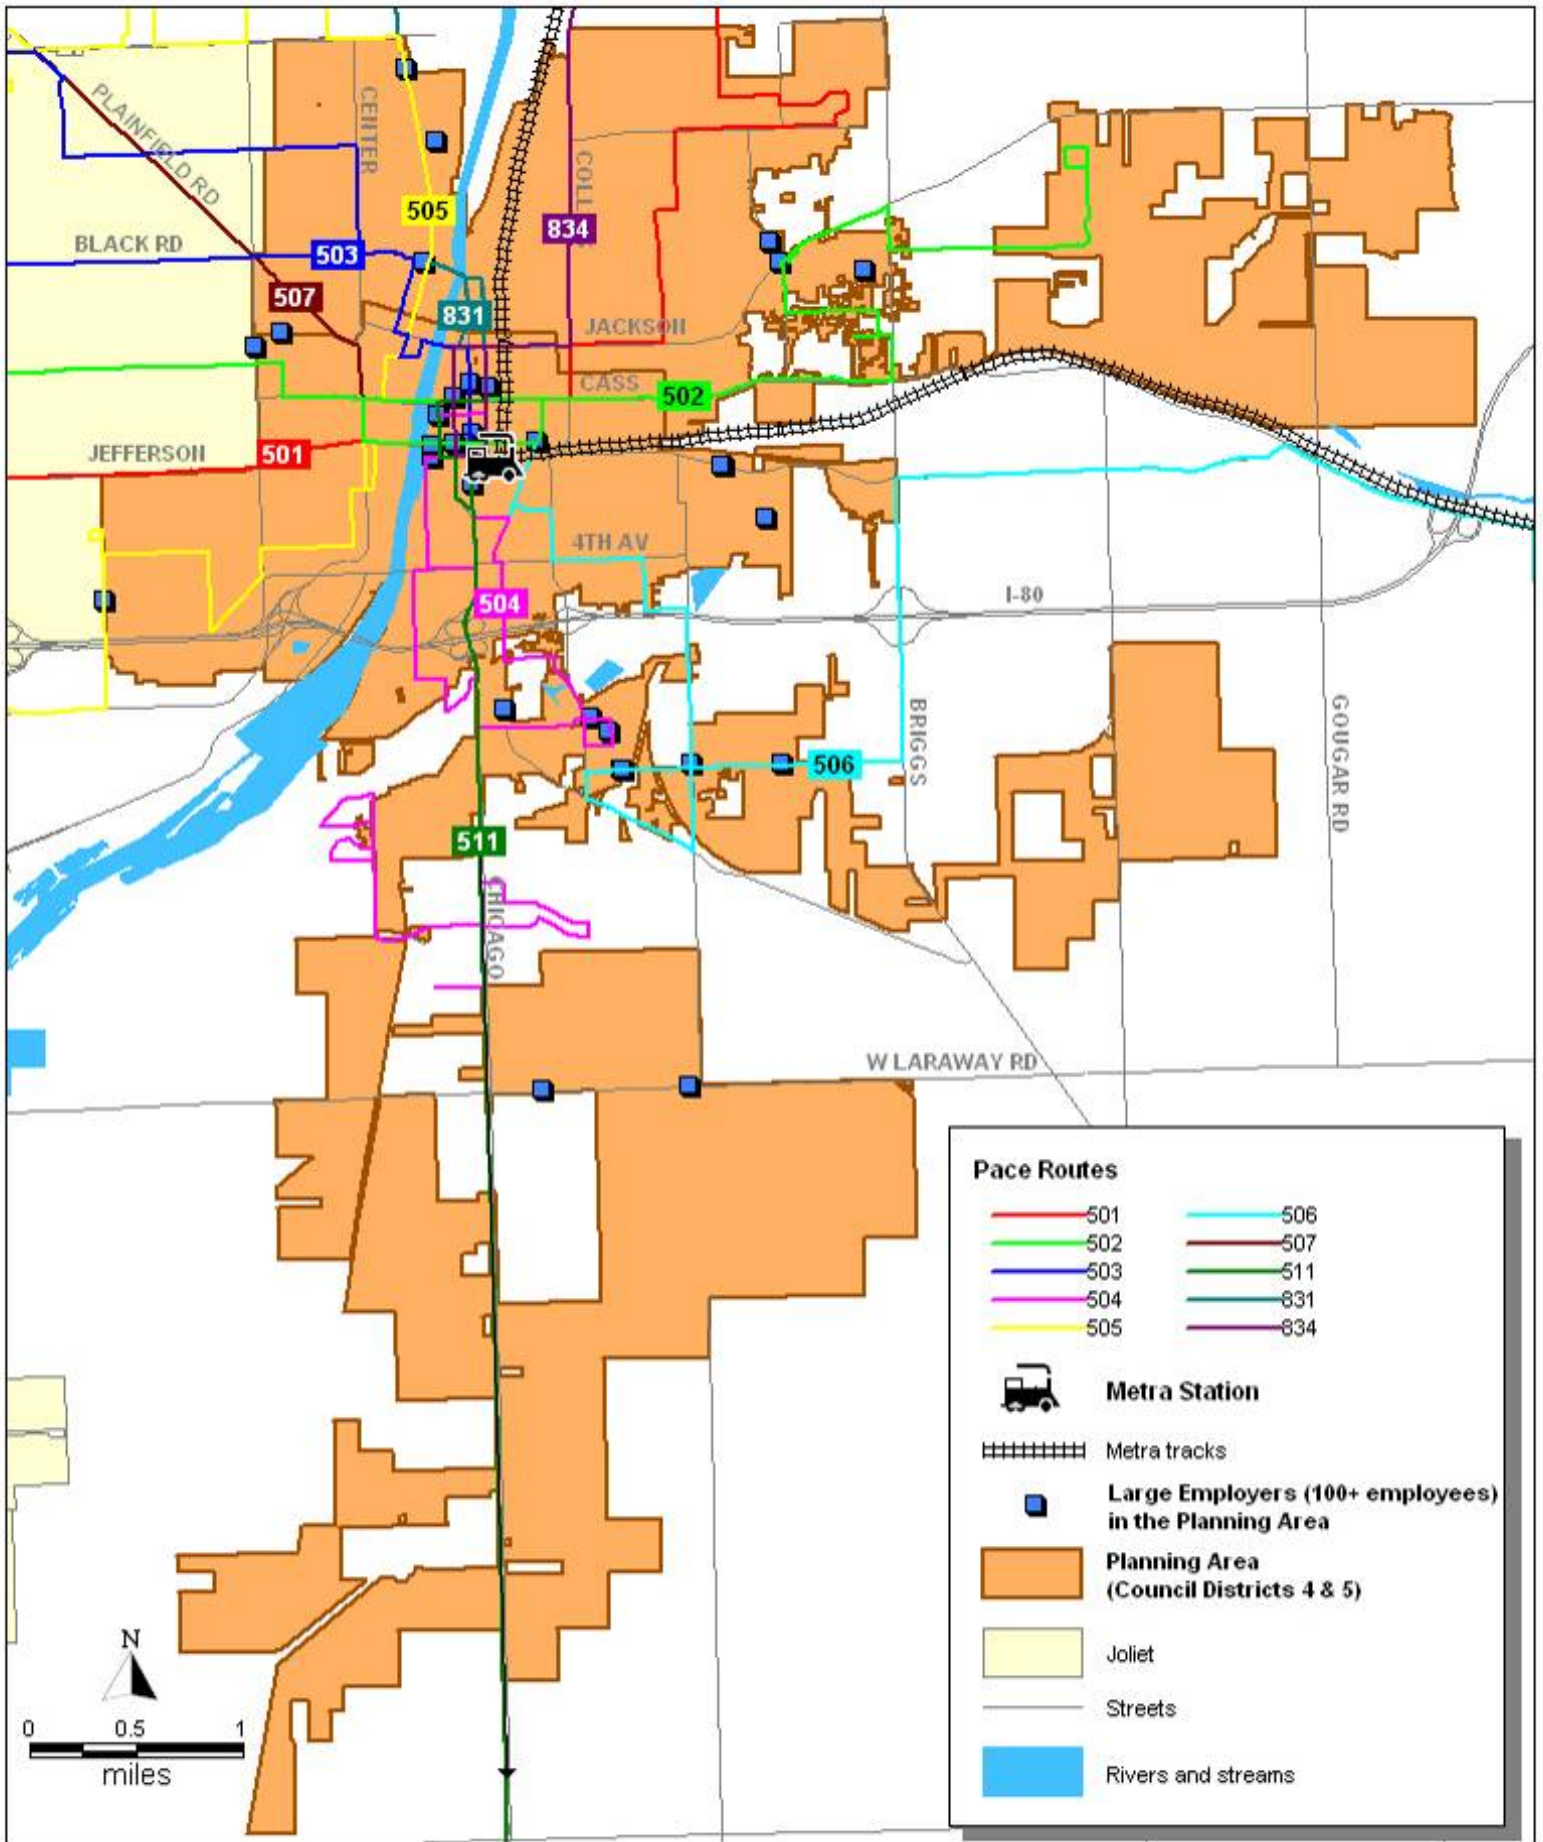 PLAINFIELD RD
CENTER
COLL
505
834
BLACK RD
503
507
831
JACKSON
CASS
502
JEFFERSON
501
4TH AV
504
I-80
BRIGGS
GOUGAR RD
506
511
CHICAGO
W LARAWAY RD
Pace Routes
501
502
503
504
505
506
507
511
831
834
Metra Station
Metra tracks
Large Employers (100+ employees)
in the Planning Area
Planning Area
(Council Districts 4 & 5)
Joliet
Streets
Rivers and streams
N
0 0.5 1
miles